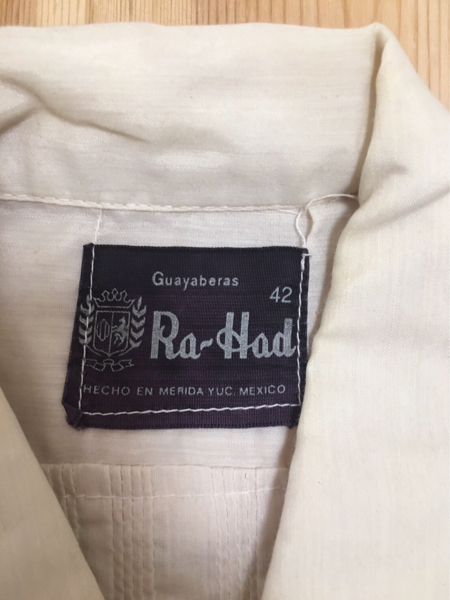 Guayaberas
42
Ra-Had
HECHO EN MERIDA YUC. MEXICO